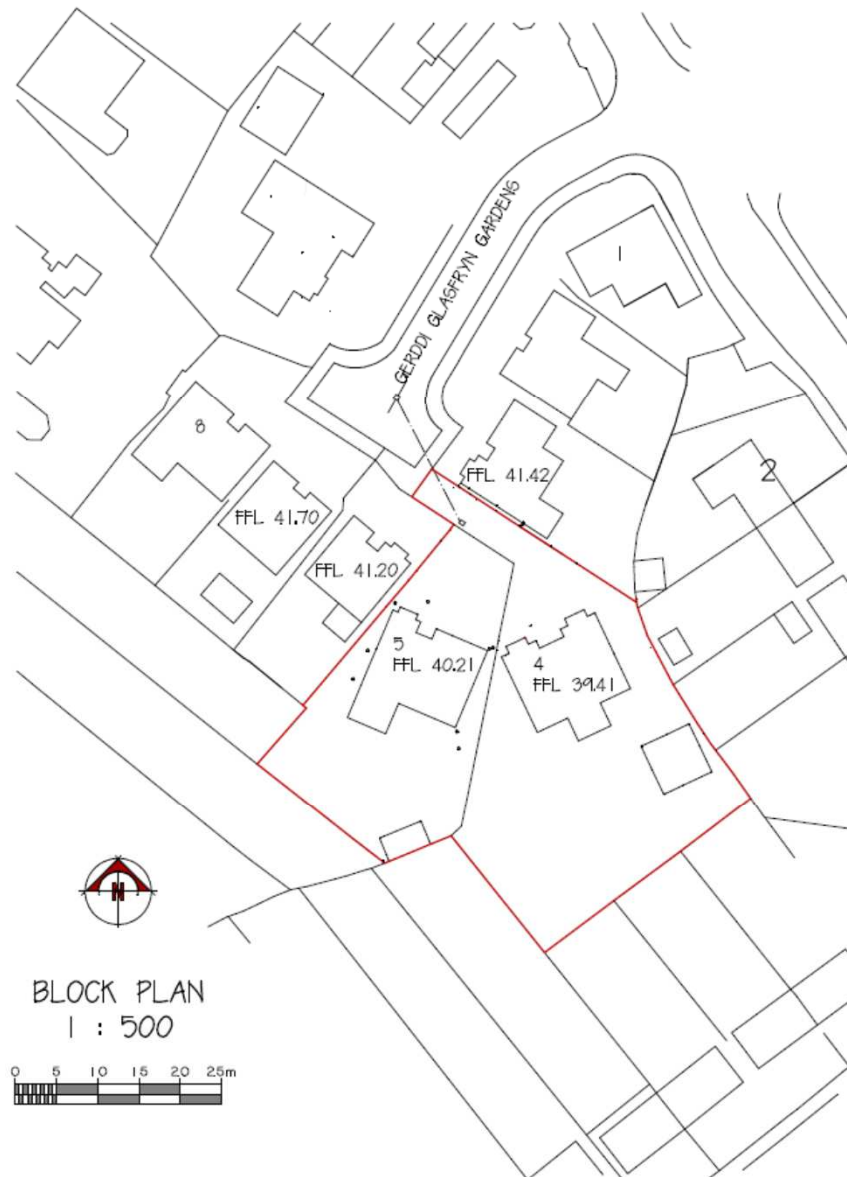 GERDDI GLASFRYN GARDENS
1
2
8
FFL 41.42
FFL 41.70
FFL 41.20
5
FFL 40.21
4
FFL 39.41
N
BLOCK PLAN
1 : 500
0 5 10 15 20 25m